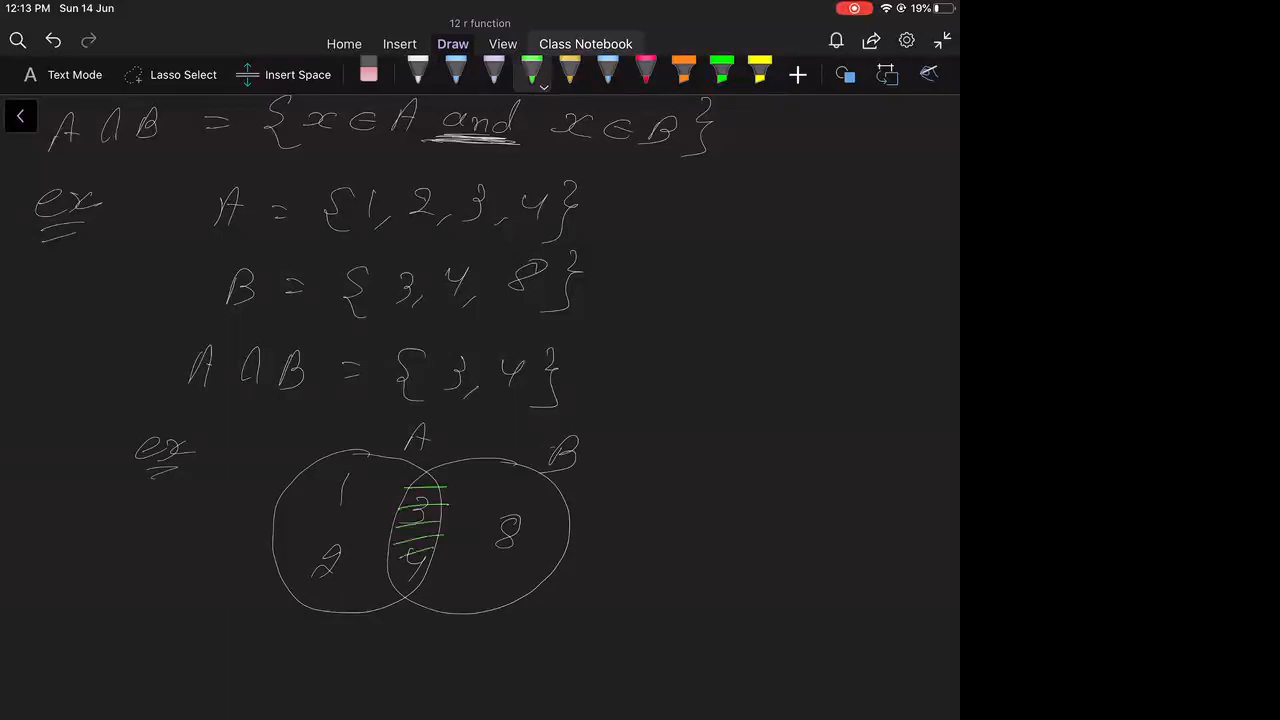 12:13 PM Sun 14 Jun 19%
12 r function
Home Insert Draw View Class Notebook
Text Mode Lasso Select Insert Space
A ∩ B = {x ∈ A and x ∈ B}
ex A = {1, 2, 3, 4}
B = {3, 4, 8}
A ∩ B = {3, 4}
ex A B
1 3 8
2 4